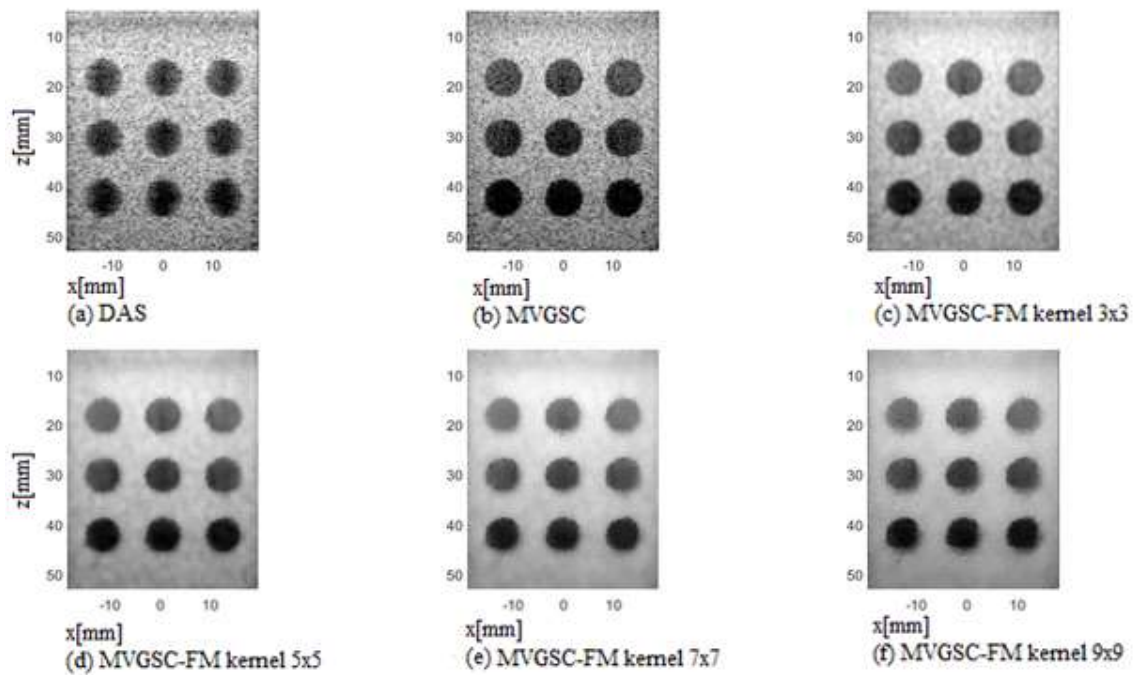 10
20
z[mm]
30
40
50
-10 0 10
x[mm]
(a) DAS
-10 0 10
x[mm]
(b) MVGSC
10
20
30
40
50
10
20
30
40
50
-10 0 10
x[mm]
(c) MVGSC-FM kernel 3x3
10
20
z[mm]
30
40
50
-10 0 10
x[mm]
(d) MVGSC-FM kernel 5x5
10
20
30
40
50
-10 0 10
x[mm]
(e) MVGSC-FM kernel 7x7
10
20
30
40
50
-10 0 10
x[mm]
(f) MVGSC-FM kernel 9x9